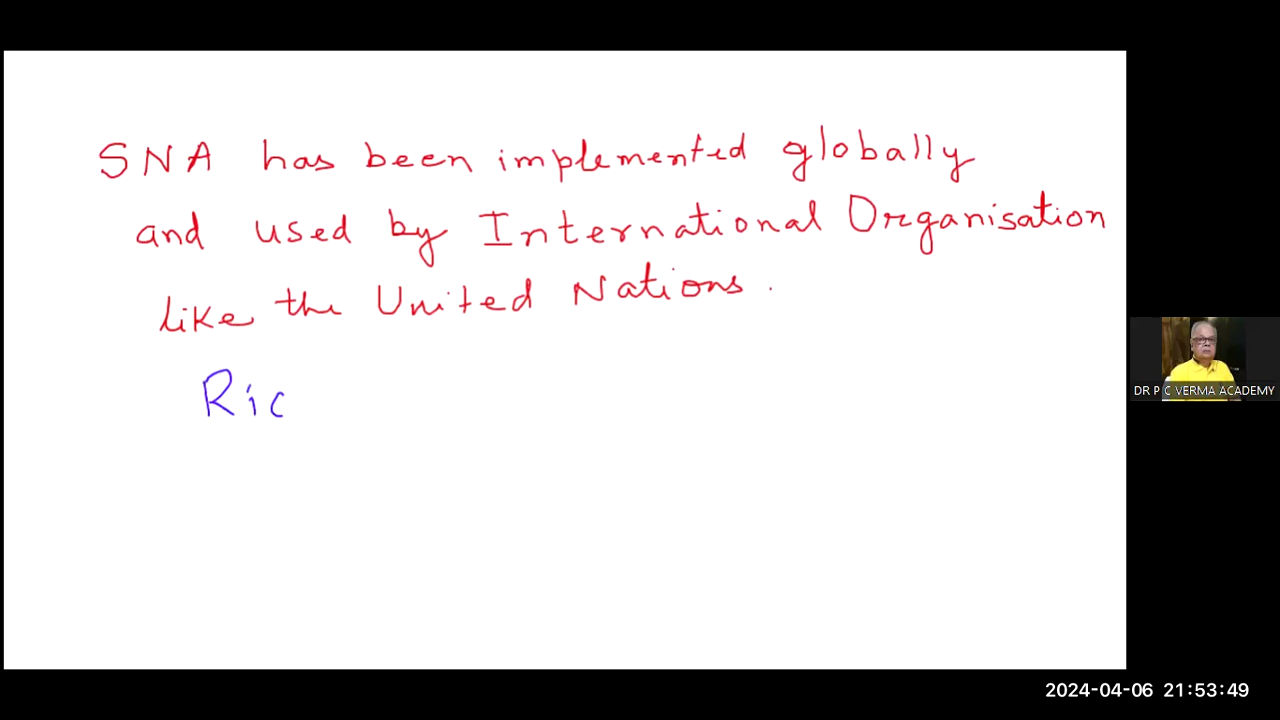 SNA has been implemented globally
and used by International Organisation
like the United Nations.
Ric
DR P C VERMA ACADEMY
2024-04-06 21:53:49